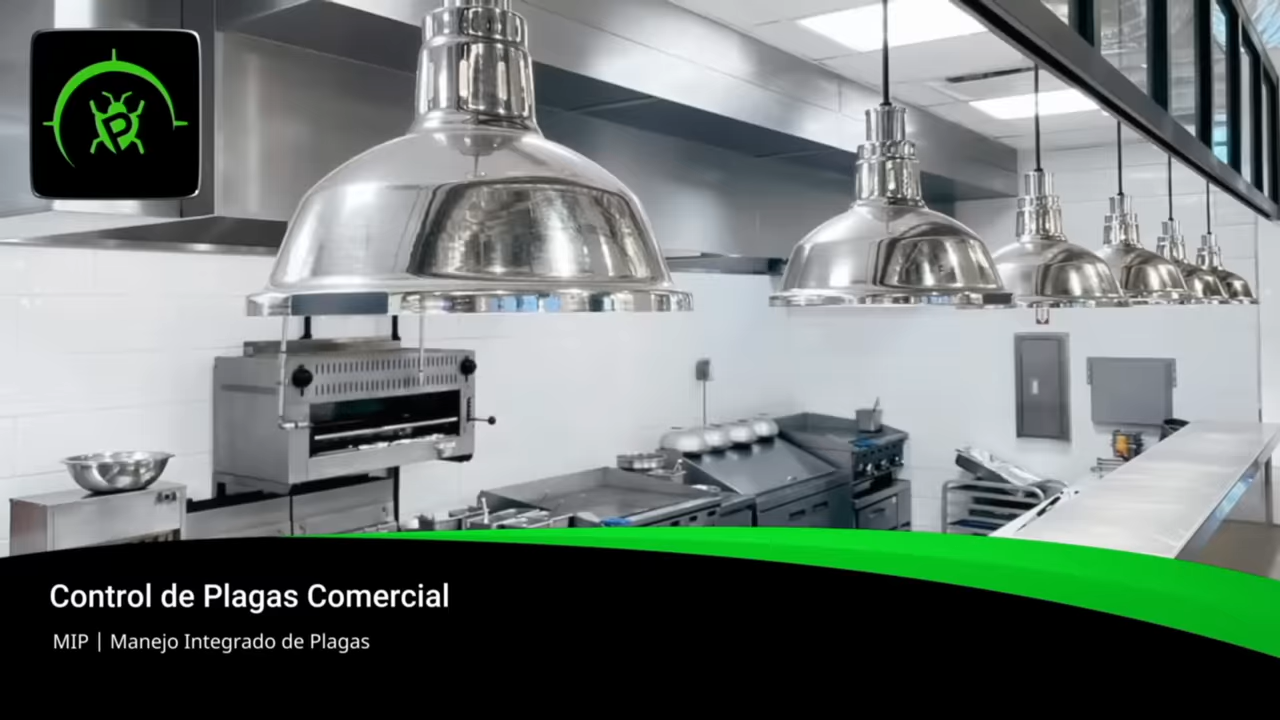 P
Control de Plagas Comercial
MIP | Manejo Integrado de Plagas